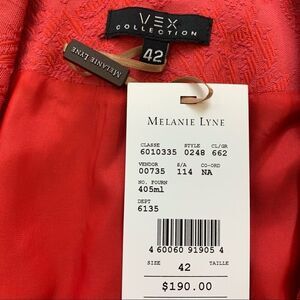 VEX
COLLECTION
42
MELANIE LYNE
MELANIE LYNE
CLASSE STYLE CL/GR
6010335 0248 662
VENDOR S/A CO-ORD
00735 114 NA
NO. FOURN
405ml
DEPT
6135
4 60060 91905 4
SIZE 42 TAILLE
$190.00